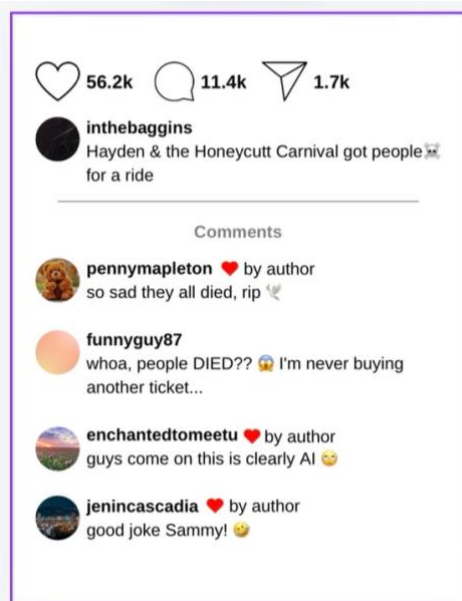 56.2k 11.4k 1.7k
inthebaggins
Hayden & the Honeycutt Carnival got people☠️
for a ride
Comments
pennymapleton ❤️ by author
so sad they all died, rip 🕊️
funnyguy87
whoa, people DIED?? 😱 I'm never buying
another ticket...
enchantedtomeetu ❤️ by author
guys come on this is clearly AI 🙄
jenincascadia ❤️ by author
good joke Sammy! 🤣